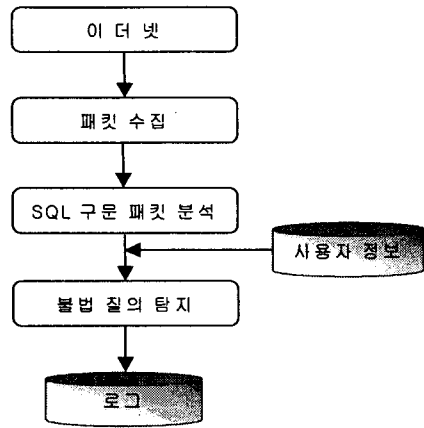 이 더 넷
패킷 수집
SQL 구문 패킷 분석
사용자 정보
불법 질의 탐지
로그